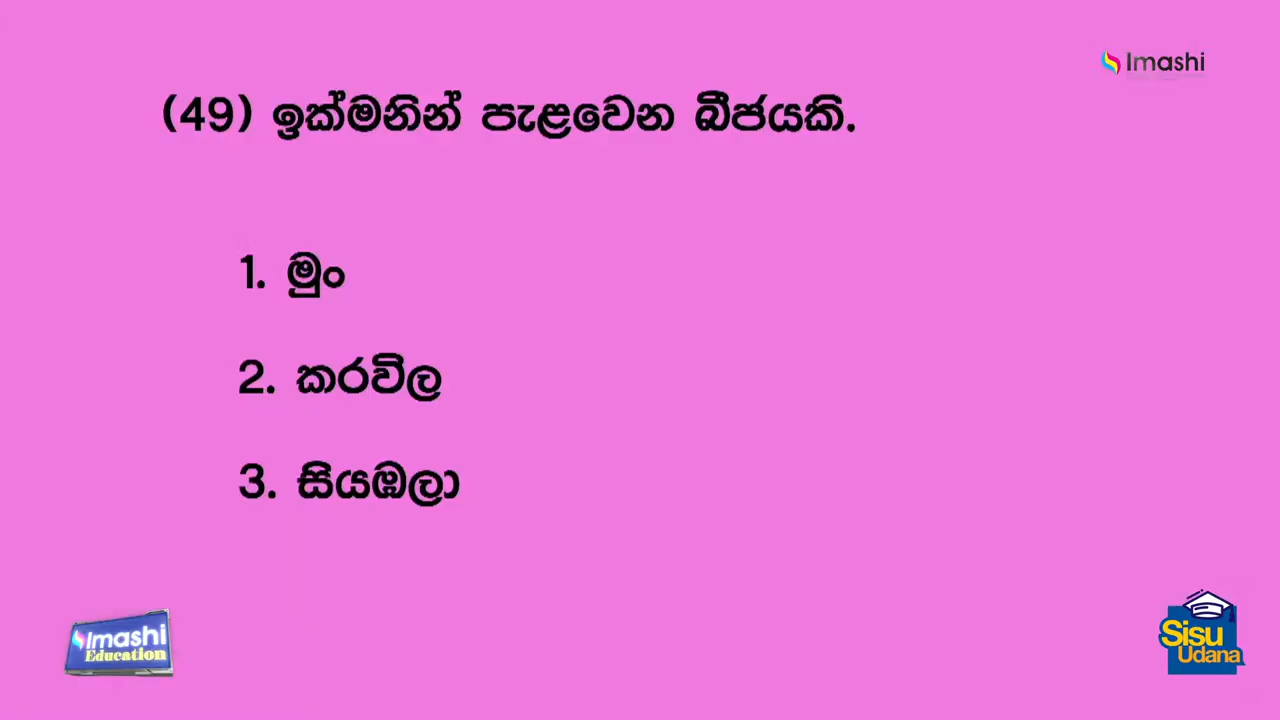 Imashi
(49) ඉක්මනින් පැළවෙන බීජයකි.
1. මුං
2. කරවිල
3. සියඹලා
Imashi
Education
Sisu
Udana